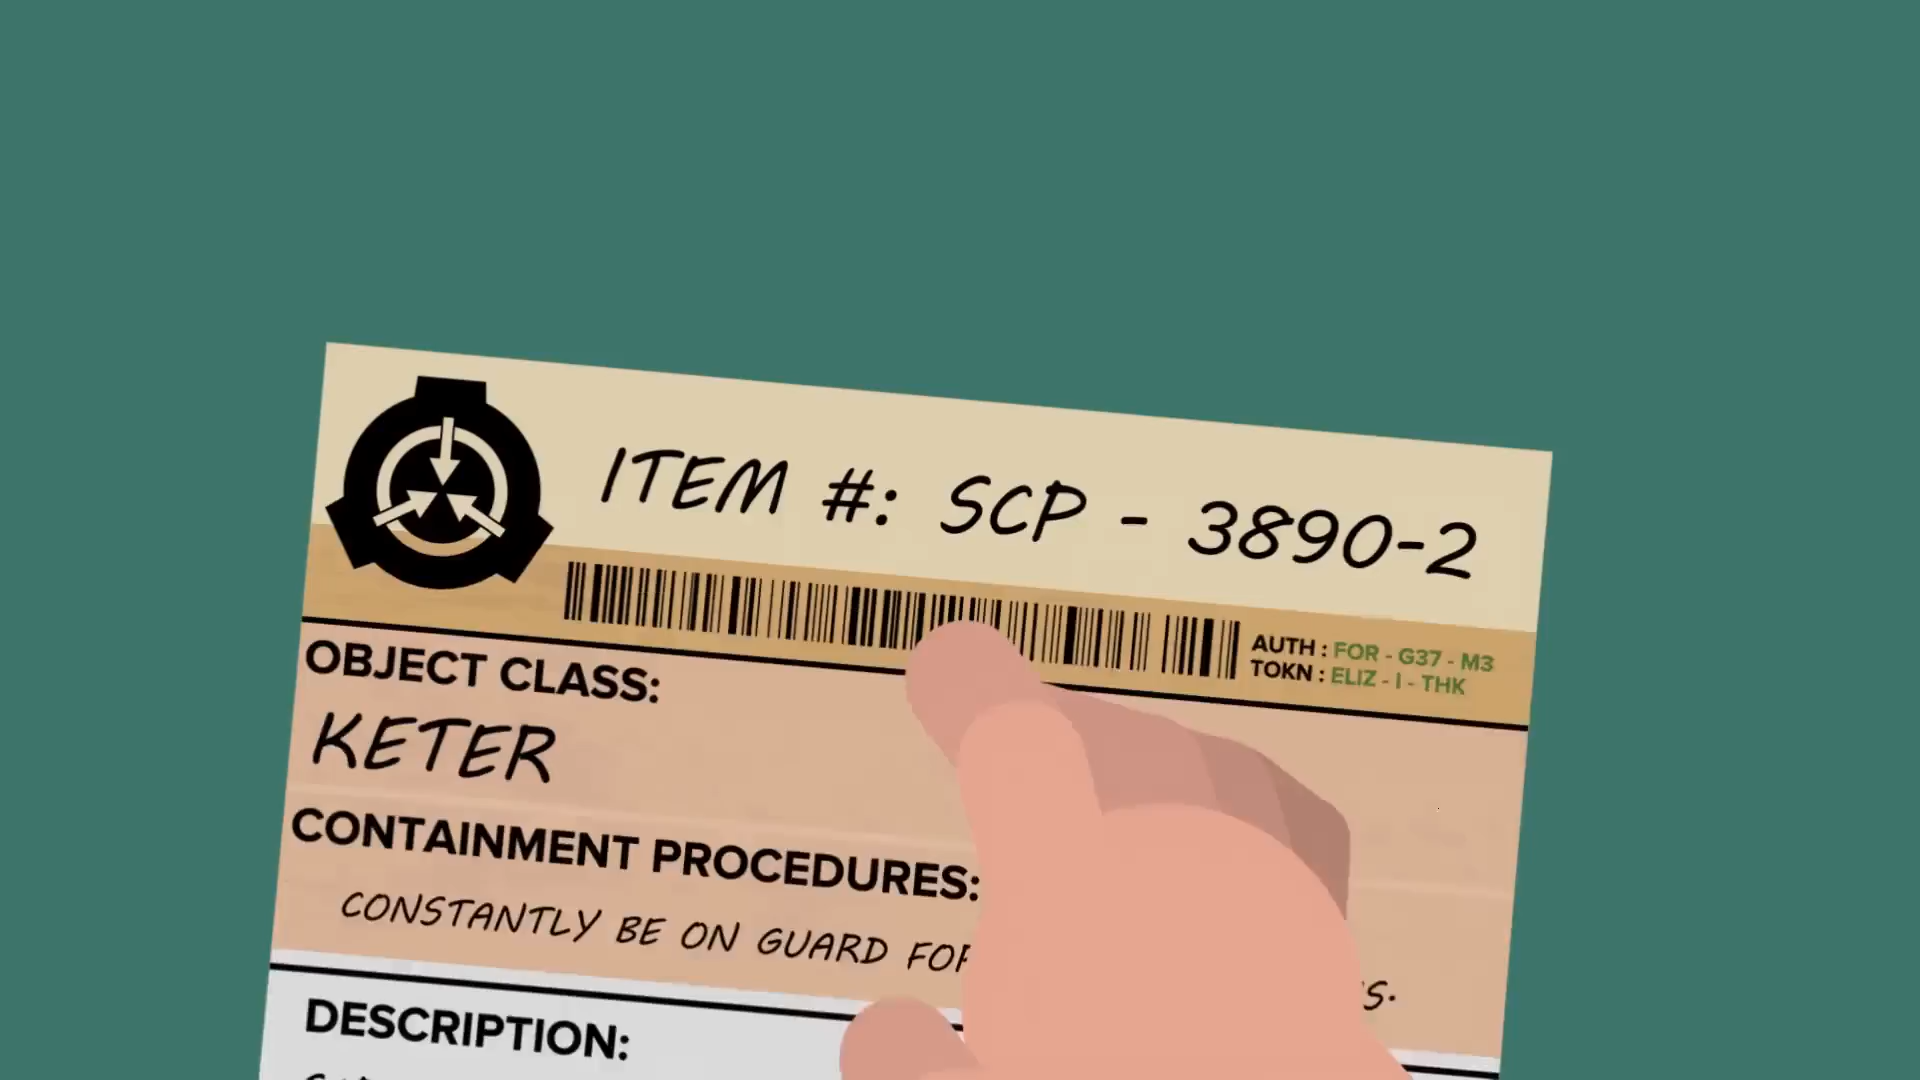 ITEM #: SCP - 3890-2
AUTH : FOR - G37 - M3
TOKN : ELIZ - I - THK
OBJECT CLASS:
KETER
CONTAINMENT PROCEDURES:
CONSTANTLY BE ON GUARD
DESCRIPTION: